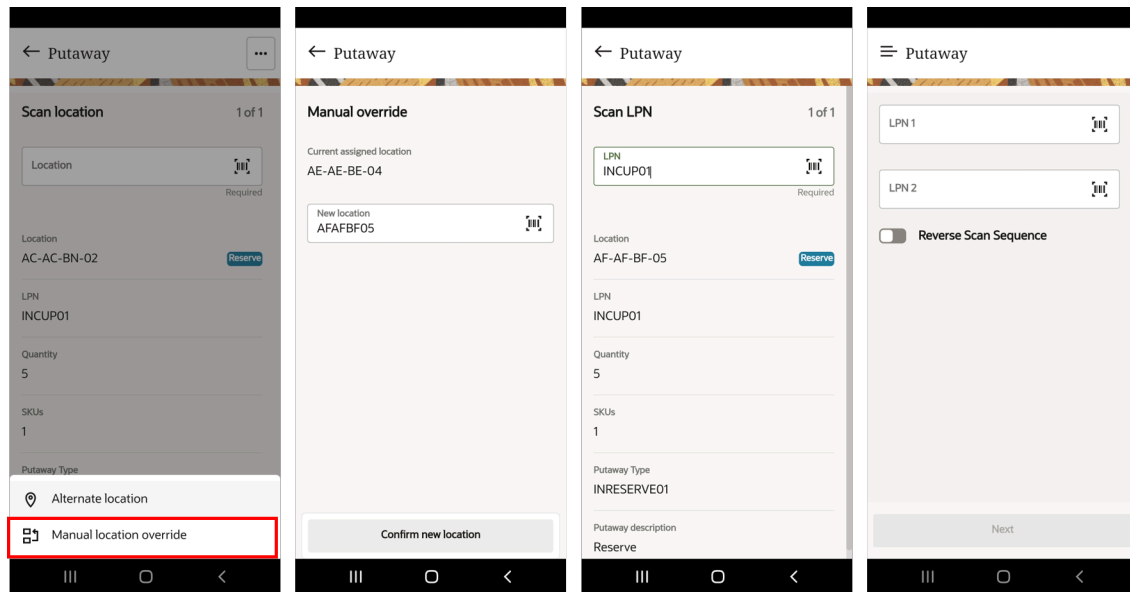 Putaway
Scan location
1 of 1
Location
Required
Location
AC-AC-BN-02
Reserve
LPN
INCUP01
Quantity
5
SKUs
1
Putaway Type
Alternate location
Manual location override
Putaway
Manual override
Current assigned location
AE-AE-BE-04
New location
AFAFBF05
Confirm new location
Putaway
Scan LPN
1 of 1
LPN
INCUP01
Required
Location
AF-AF-BF-05
Reserve
LPN
INCUP01
Quantity
5
SKUs
1
Putaway Type
INRESERVE01
Putaway description
Reserve
Putaway
LPN 1
LPN 2
Reverse Scan Sequence
Next